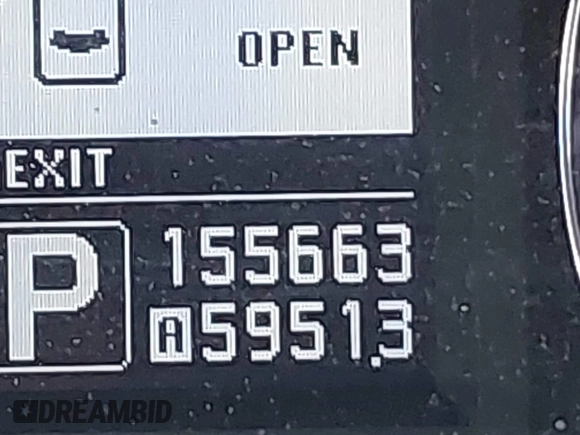 OPEN
EXIT
P
155663
A5951.3
DREAMBID